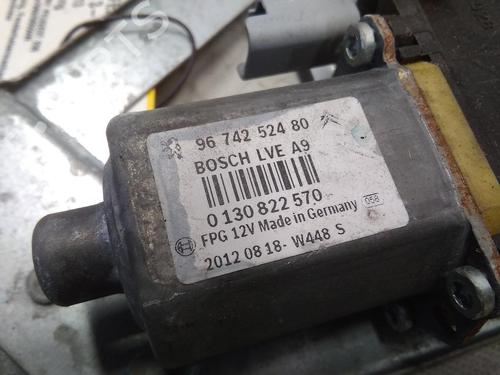 96 742 524 80
BOSCH LVE A9
0 130 822 570
058
FPG 12V Made in Germany
2012 08 18- W448 S